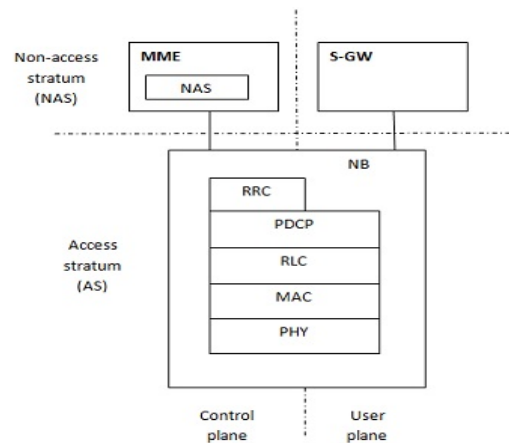 Non-access
stratum
(NAS)
MME
NAS
S-GW
NB
RRC
PDCP
RLC
MAC
PHY
Access
stratum
(AS)
Control
plane
User
plane